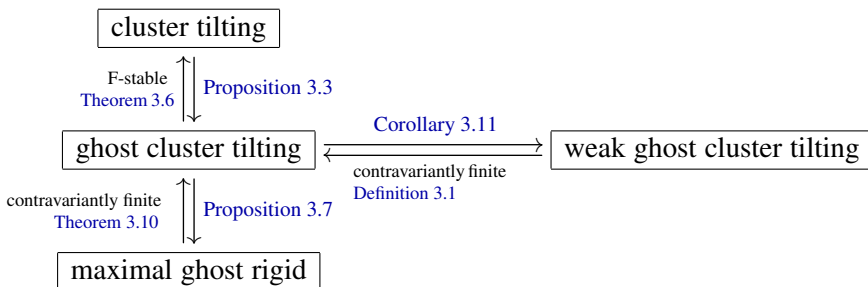 cluster tilting
F-stable
Theorem 3.6
Proposition 3.3
Corollary 3.11
ghost cluster tilting
weak ghost cluster tilting
contravariantly finite
Definition 3.1
contravariantly finite
Theorem 3.10
Proposition 3.7
maximal ghost rigid